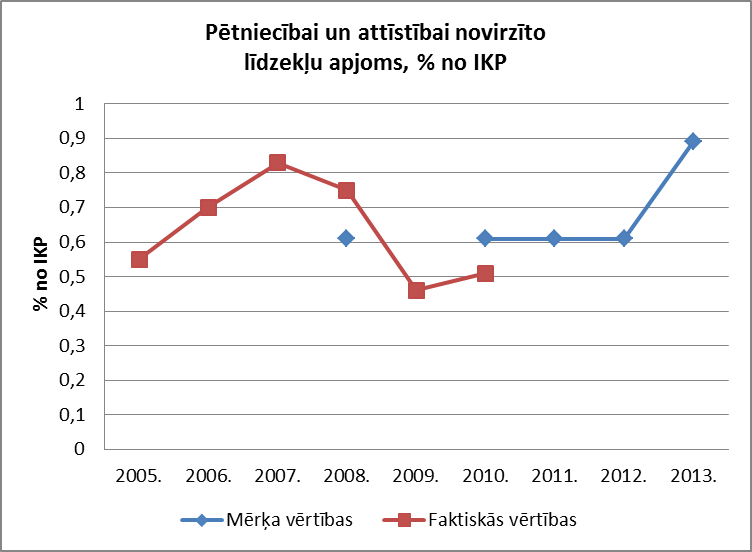 Pētniecībai un attīstībai novirzīto
līdzekļu apjoms, % no IKP
% no IKP
1
0,9
0,8
0,7
0,6
0,5
0,4
0,3
0,2
0,1
0
2005. 2006. 2007. 2008. 2009. 2010. 2011. 2012. 2013.
Mērķa vērtības Faktiskās vērtības